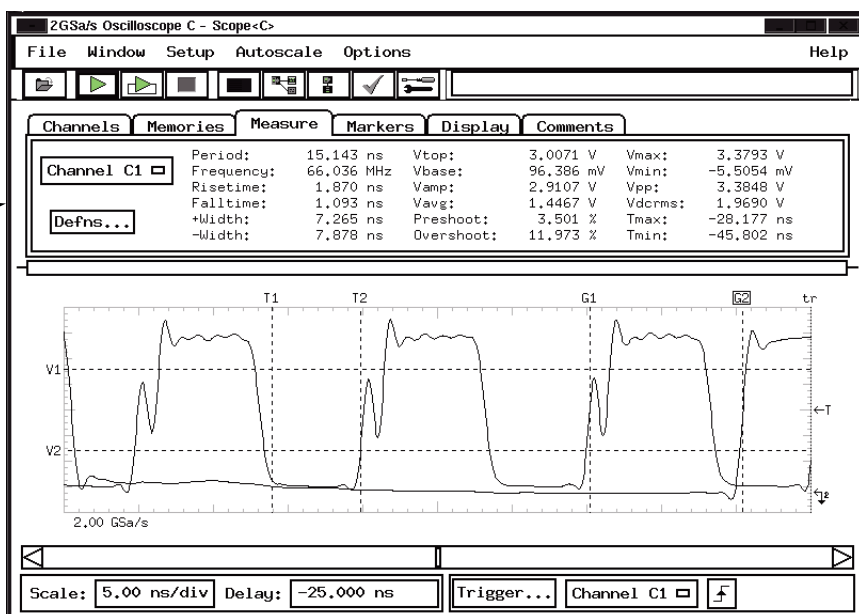 2GSa/s Oscilloscope C - Scope<C>
File Window Setup Autoscale Options Help
Channels Memories Measure Markers Display Comments
Channel C1
Defns...
Period: 15.143 ns Vtop: 3.0071 V Vmax: 3.3793 V
Frequency: 66.036 MHz Vbase: 96.386 mV Vmin: -5.5054 mV
Risetime: 1.870 ns Vamp: 2.9107 V Vpp: 3.3848 V
Falltime: 1.093 ns Vavg: 1.4467 V Vdcrms: 1.9690 V
+Width: 7.265 ns Preshoot: 3.501 % Tmax: -28.177 ns
-Width: 7.878 ns Overshoot: 11.973 % Tmin: -45.802 ns
T1 T2 G1 G2 tr
V1
←T
V2
2
2.00 GSa/s
Scale: 5.00 ns/div Delay: -25.000 ns Trigger... Channel C1